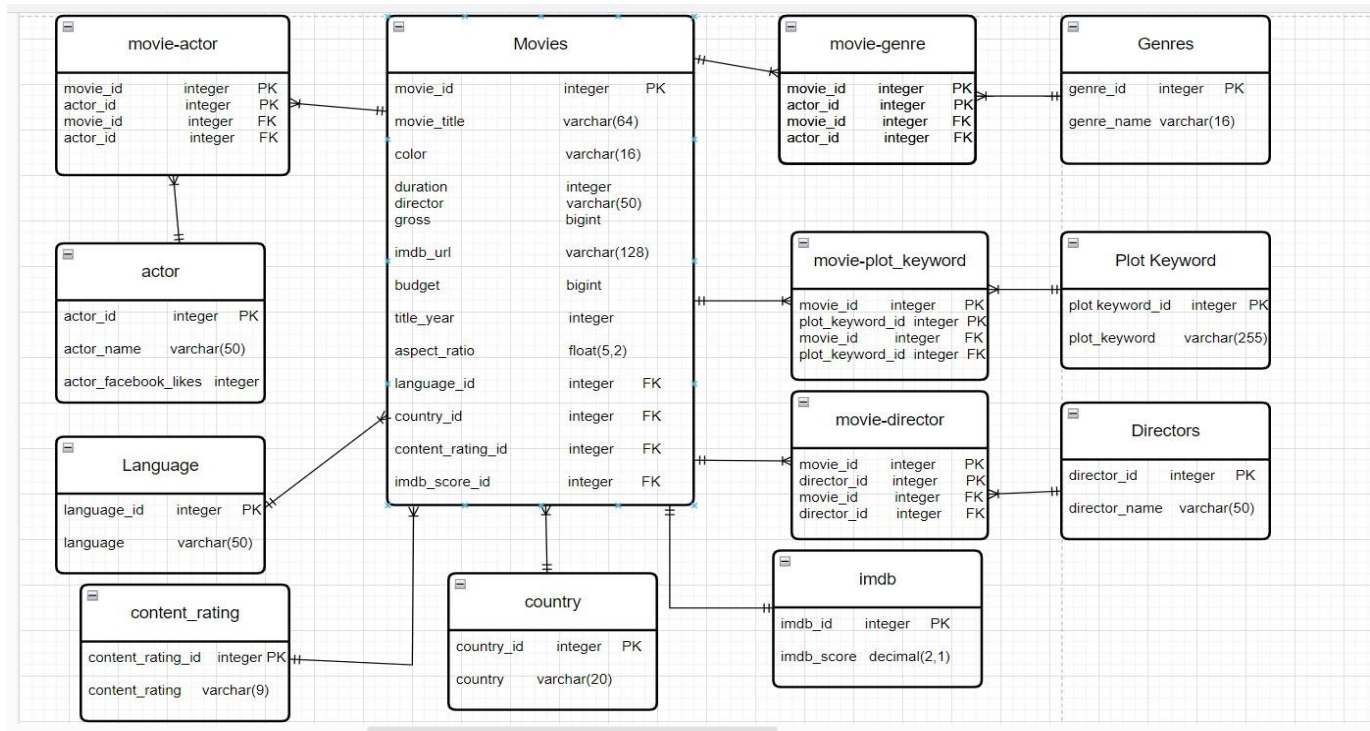 movie-actor
movie_id integer PK
actor_id integer PK
movie_id integer FK
actor_id integer FK
Movies
movie_id integer PK
movie_title varchar(64)
color varchar(16)
duration integer
director varchar(50)
gross bigint
imdb_url varchar(128)
budget bigint
title_year integer
aspect_ratio float(5,2)
language_id integer FK
country_id integer FK
content_rating_id integer FK
imdb_score_id integer FK
movie-genre
movie_id integer PK
actor_id integer PK
movie_id integer FK
actor_id integer FK
Genres
genre_id integer PK
genre_name varchar(16)
actor
actor_id integer PK
actor_name varchar(50)
actor_facebook_likes integer
movie-plot_keyword
movie_id integer PK
plot_keyword_id integer PK
movie_id integer FK
plot_keyword_id integer FK
Plot Keyword
plot keyword_id integer PK
plot_keyword varchar(255)
Language
language_id integer PK
language varchar(50)
movie-director
movie_id integer PK
director_id integer PK
movie_id integer FK
director_id integer FK
Directors
director_id integer PK
director_name varchar(50)
content_rating
content_rating_id integer PK
content_rating varchar(9)
country
country_id integer PK
country varchar(20)
imdb
imdb_id integer PK
imdb_score decimal(2,1)